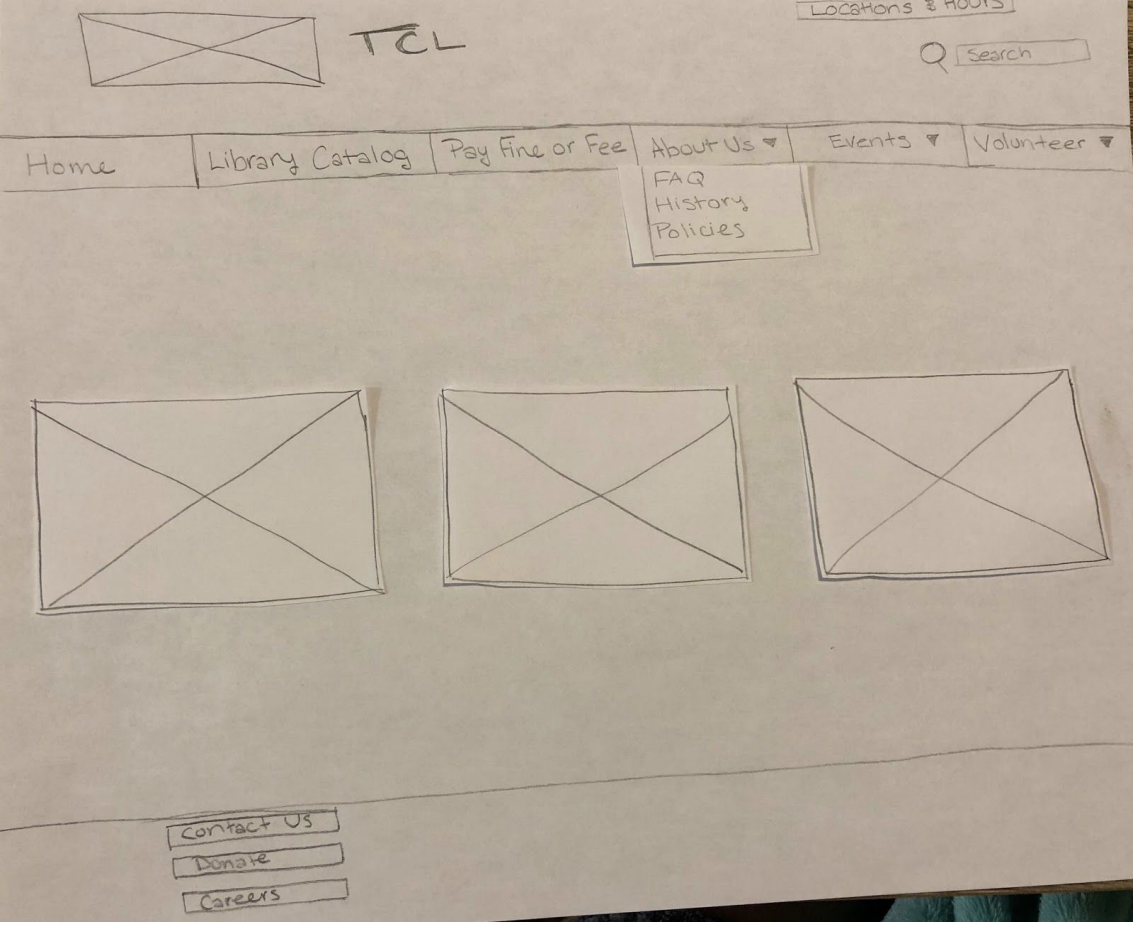 Locations & Hours
TCL
Search
Home Library Catalog Pay Fine or Fee About Us ▼ Events ▼ Volunteer ▼
FAQ
History
Policies
Contact Us
Donate
Careers